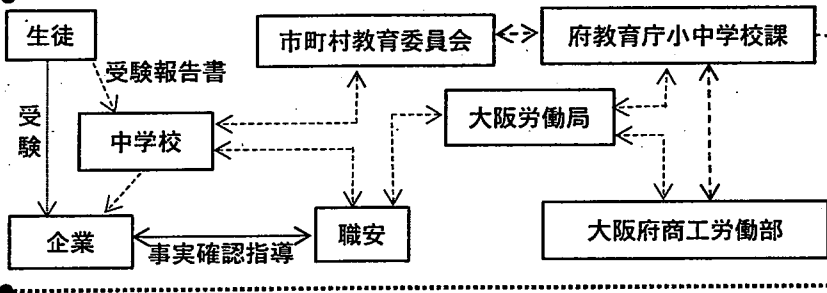 生徒
市町村教育委員会
府教育庁小中学校課
受験報告書
受験
中学校
大阪労働局
企業
事実確認指導
職安
大阪府商工労働部